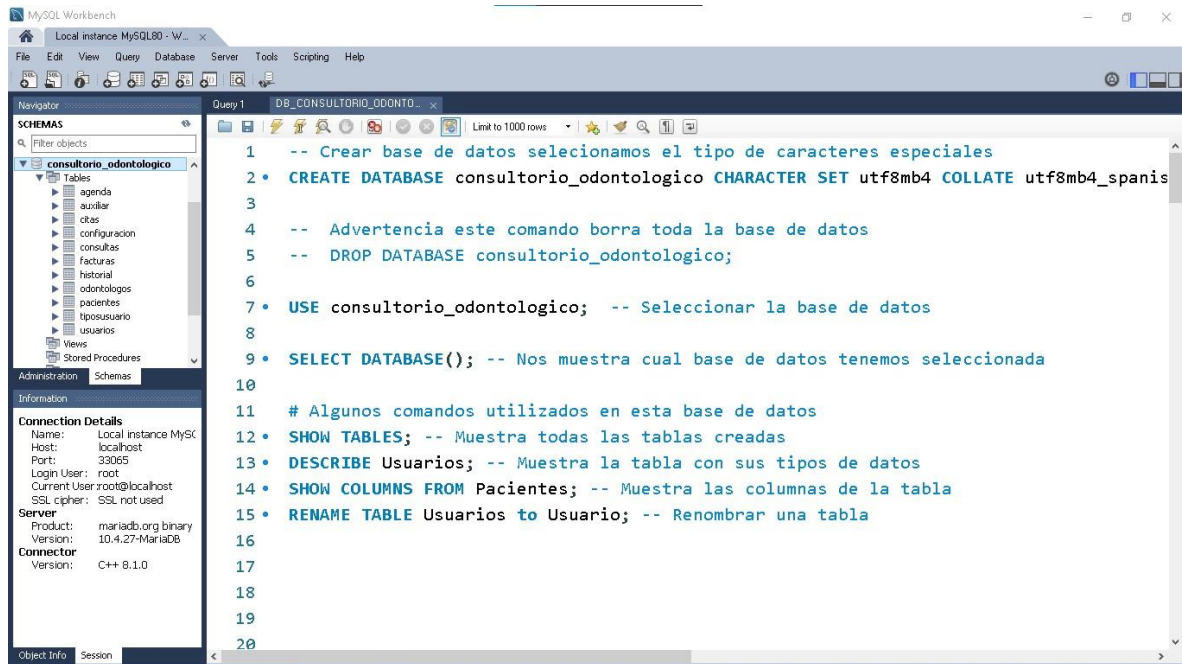 MySQL Workbench
Local instance MySQL80 - W...
File Edit View Query Database Server Tools Scripting Help
Navigator
SCHEMAS
Filter objects
consultorio_odontologico
Tables
agenda
auxiliar
citas
configuracion
consultas
facturas
historial
odontologos
pacientes
tiposusuario
usuarios
Views
Stored Procedures
Administration Schemas
Information
Connection Details
Name: Local instance MySC
Host: localhost
Port: 33065
Login User: root
Current User: root@localhost
SSL cipher: SSL not used
Server
Product: mariadb.org binary
Version: 10.4.27-MariaDB
Connector
Version: C++ 8.1.0
Object Info Session
Query 1 DB_CONSULTORIO_ODONTO...
Limit to 1000 rows
1 -- Crear base de datos selecionamos el tipo de caracteres especiales
2 CREATE DATABASE consultorio_odontologico CHARACTER SET utf8mb4 COLLATE utf8mb4_spanis
3
4 -- Advertencia este comando borra toda la base de datos
5 -- DROP DATABASE consultorio_odontologico;
6
7 USE consultorio_odontologico; -- Seleccionar la base de datos
8
9 SELECT DATABASE(); -- Nos muestra cual base de datos tenemos seleccionada
10
11 # Algunos comandos utilizados en esta base de datos
12 SHOW TABLES; -- Muestra todas las tablas creadas
13 DESCRIBE Usuarios; -- Muestra la tabla con sus tipos de datos
14 SHOW COLUMNS FROM Pacientes; -- Muestra las columnas de la tabla
15 RENAME TABLE Usuarios to Usuario; -- Renombrar una tabla
16
17
18
19
20